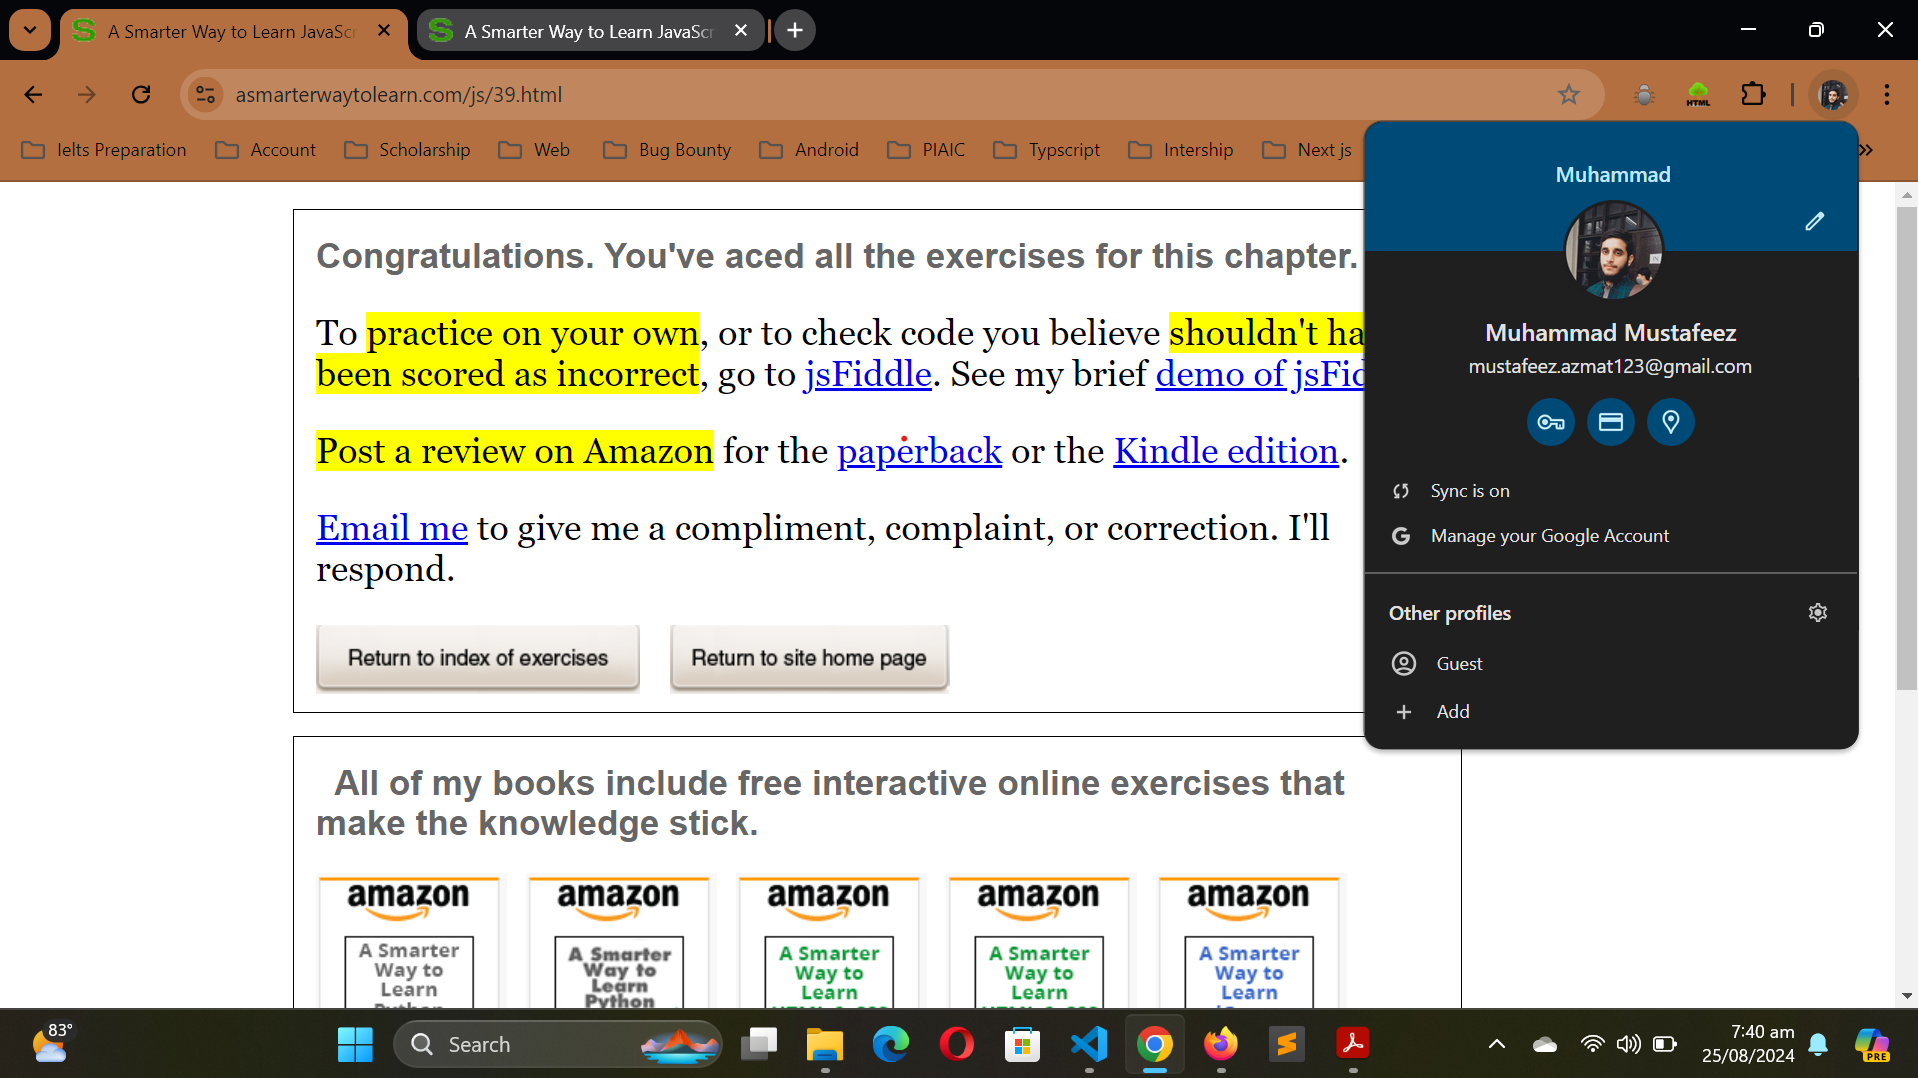 A Smarter Way to Learn JavaScr
A Smarter Way to Learn JavaScr
asmarterwaytolearn.com/js/39.html
HTML
Ielts Preparation
Account
Scholarship
Web
Bug Bounty
Android
PIAIC
Typscript
Intership
Next js
Congratulations. You've aced all the exercises for this chapter.
To practice on your own, or to check code you believe shouldn't ha
been scored as incorrect, go to jsFiddle. See my brief demo of jsFid
Post a review on Amazon for the paperback or the Kindle edition.
Email me to give me a compliment, complaint, or correction. I'll
respond.
Return to index of exercises
Return to site home page
Muhammad
Muhammad Mustafeez
mustafeez.azmat123@gmail.com
Sync is on
Manage your Google Account
Other profiles
Guest
Add
All of my books include free interactive online exercises that
make the knowledge stick.
amazon
A Smarter
Way to
Learn
Python
amazon
A Smarter
Way to
Learn
Python
amazon
A Smarter
Way to
Learn
amazon
A Smarter
Way to
Learn
amazon
A Smarter
Way to
Learn
83°
Search
7:40 am
25/08/2024
PRE